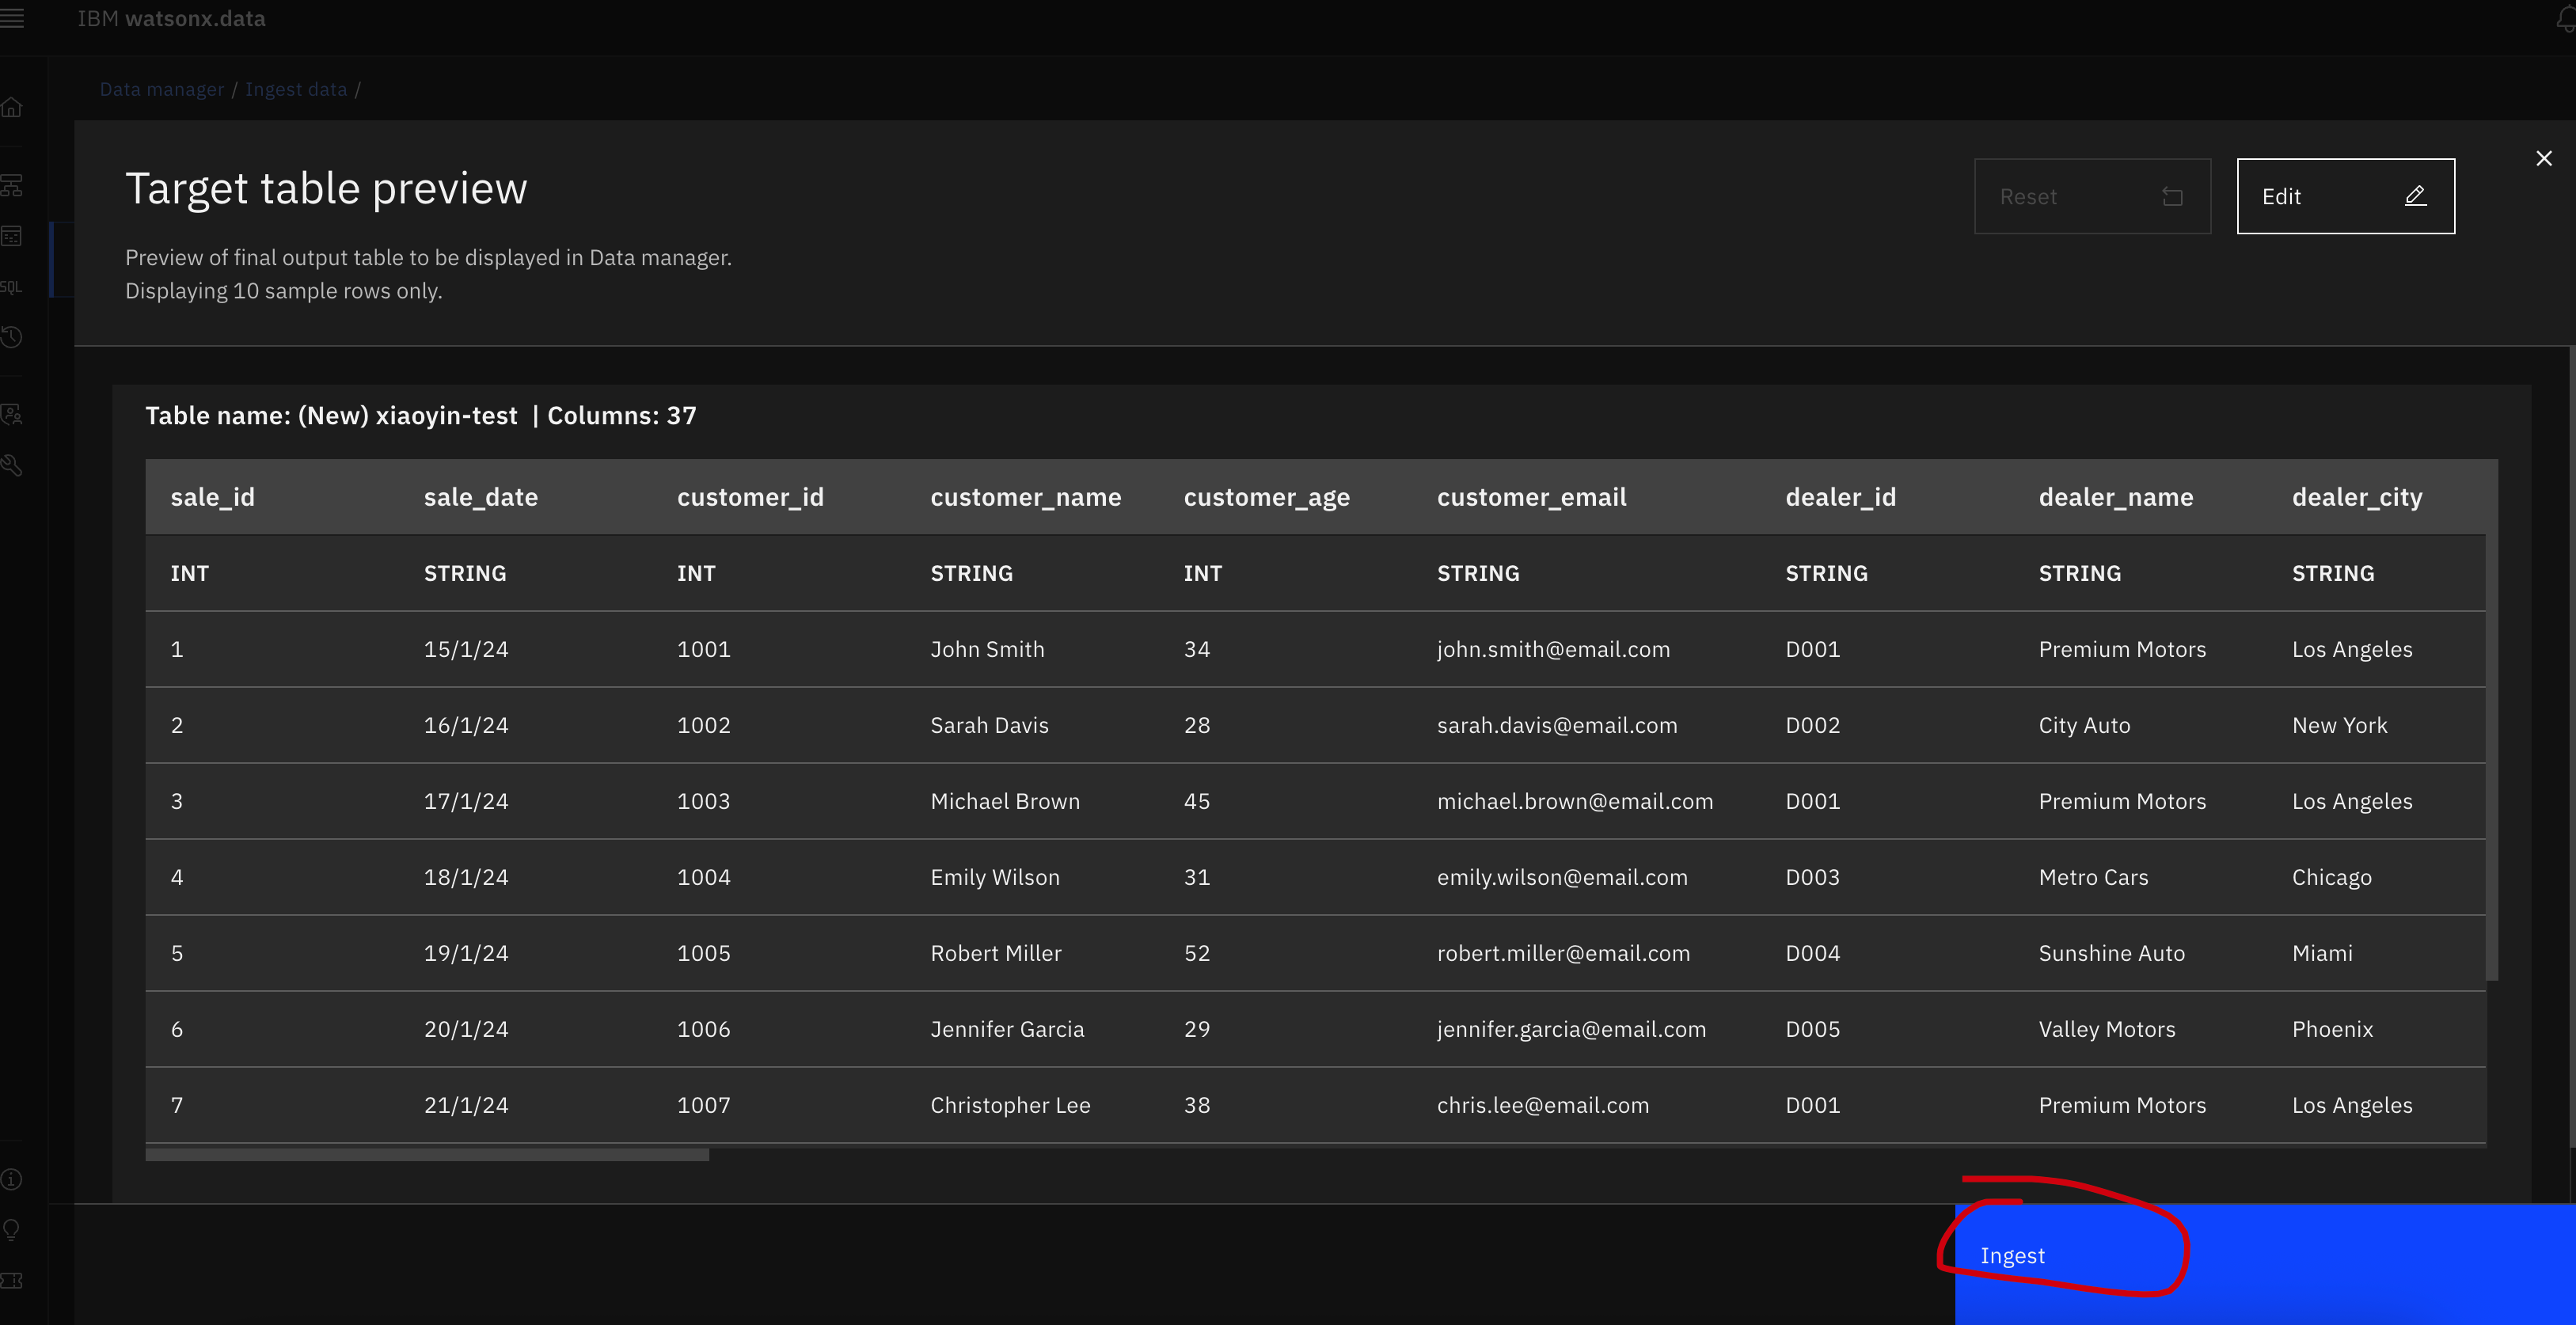 IBM watsonx.data
Data manager / Ingest data /
Target table preview
Reset
Edit
Preview of final output table to be displayed in Data manager.
Displaying 10 sample rows only.
SQL
Table name: (New) xiaoyin-test | Columns: 37
sale_id sale_date customer_id customer_name customer_age customer_email dealer_id dealer_name dealer_city
INT STRING INT STRING INT STRING STRING STRING STRING
1 15/1/24 1001 John Smith 34 john.smith@email.com D001 Premium Motors Los Angeles
2 16/1/24 1002 Sarah Davis 28 sarah.davis@email.com D002 City Auto New York
3 17/1/24 1003 Michael Brown 45 michael.brown@email.com D001 Premium Motors Los Angeles
4 18/1/24 1004 Emily Wilson 31 emily.wilson@email.com D003 Metro Cars Chicago
5 19/1/24 1005 Robert Miller 52 robert.miller@email.com D004 Sunshine Auto Miami
6 20/1/24 1006 Jennifer Garcia 29 jennifer.garcia@email.com D005 Valley Motors Phoenix
7 21/1/24 1007 Christopher Lee 38 chris.lee@email.com D001 Premium Motors Los Angeles
Ingest